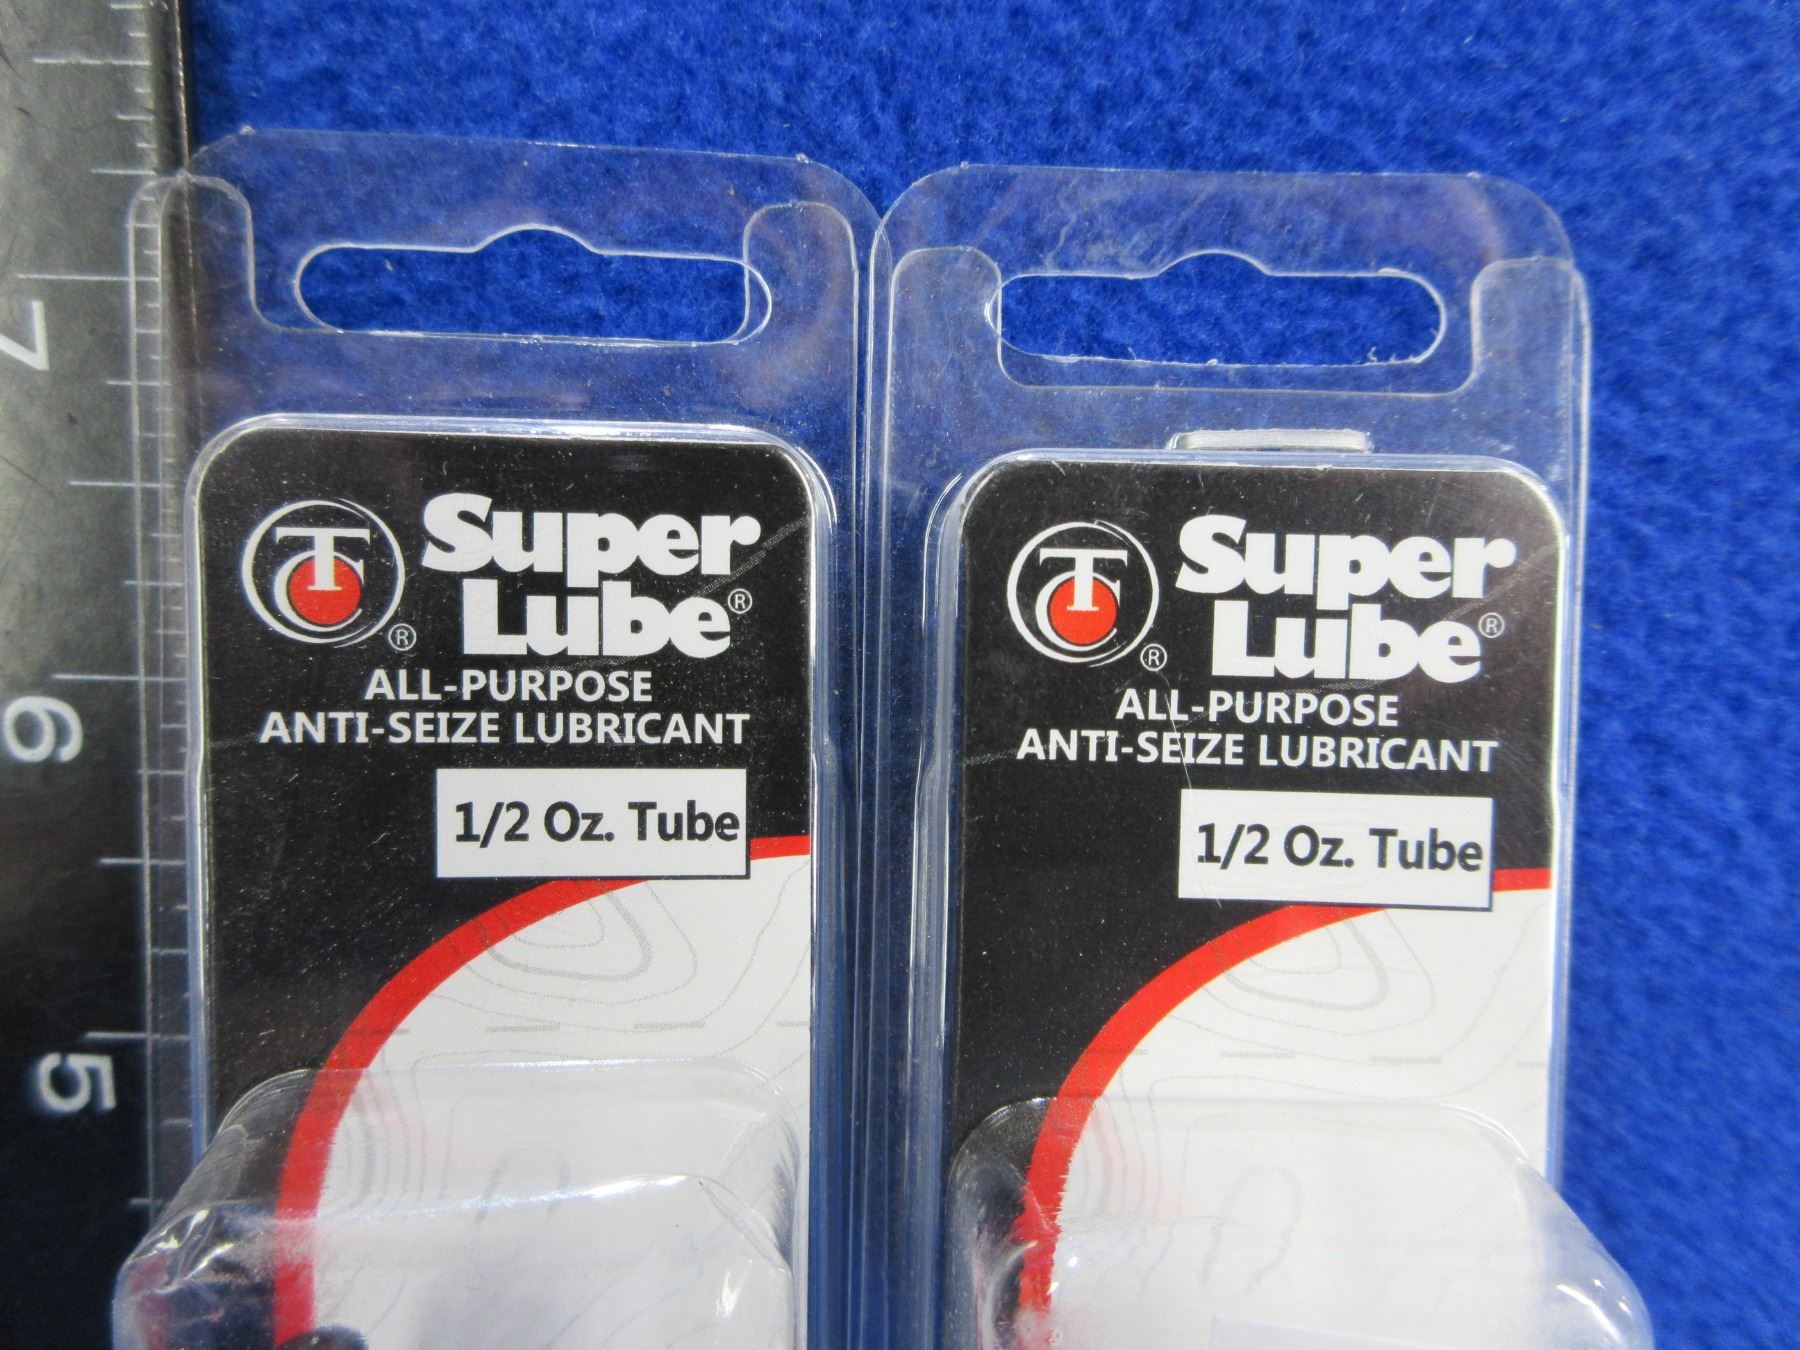 7
6
5
TC®
Super
Lube®
ALL-PURPOSE
ANTI-SEIZE LUBRICANT
1/2 Oz. Tube
TC®
Super
Lube®
ALL-PURPOSE
ANTI-SEIZE LUBRICANT
1/2 Oz. Tube